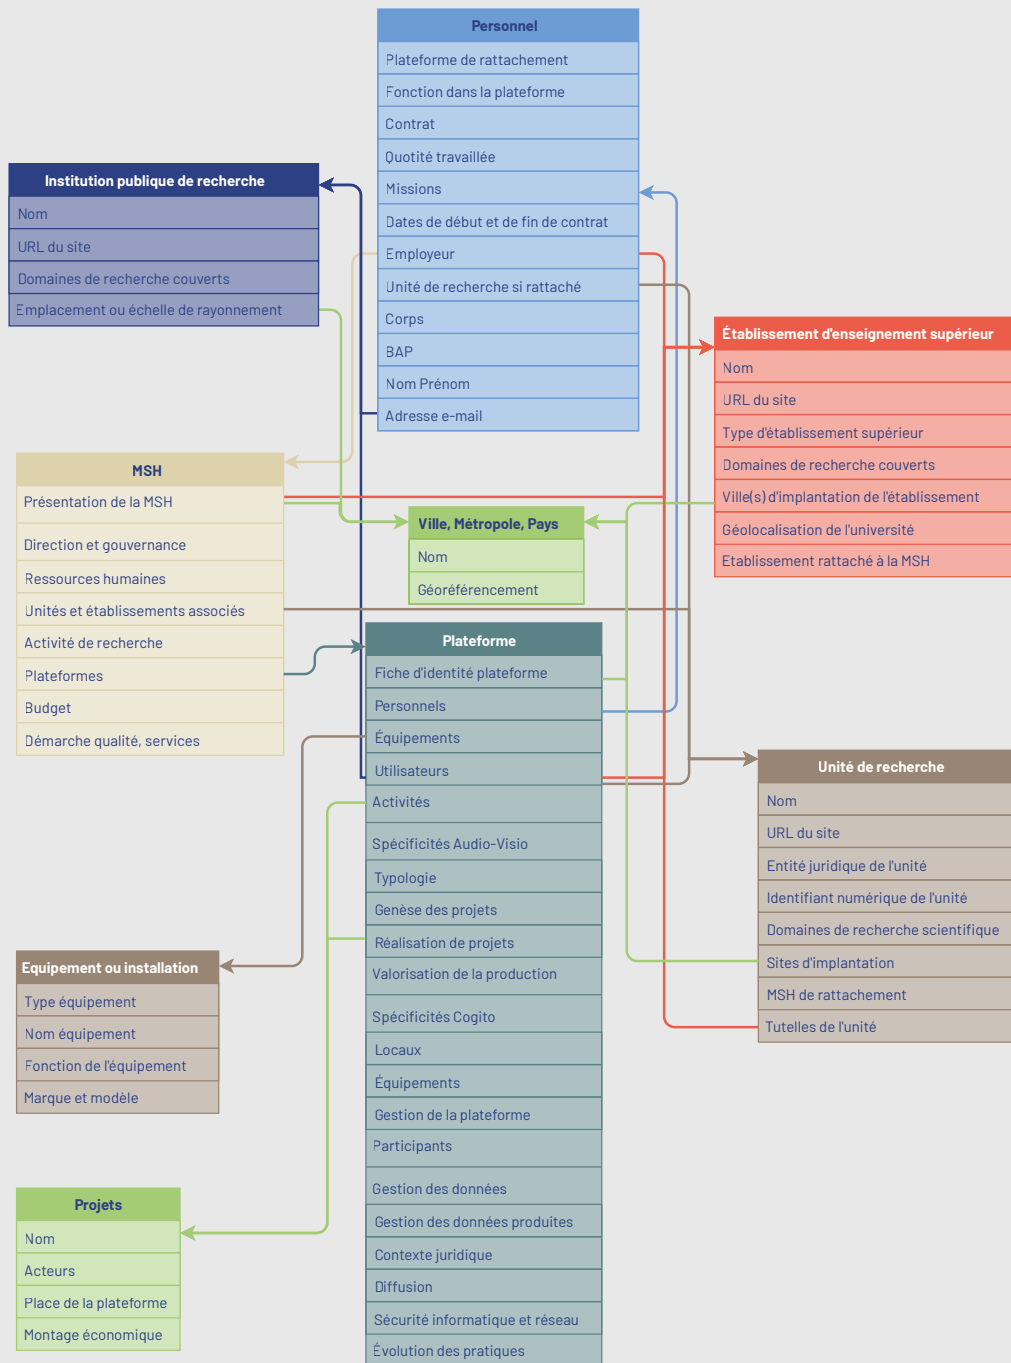 Personnel
Plateforme de rattachement
Fonction dans la plateforme
Contrat
Quotité travaillée
Missions
Dates de début et de fin de contrat
Employeur
Unité de recherche si rattaché
Corps
BAP
Nom Prénom
Adresse e-mail
Institution publique de recherche
Nom
URL du site
Domaines de recherche couverts
Emplacement ou échelle de rayonnement
Établissement d'enseignement supérieur
Nom
URL du site
Type d'établissement supérieur
Domaines de recherche couverts
Ville(s) d'implantation de l'établissement
Géolocalisation de l'université
Etablissement rattaché à la MSH
MSH
Présentation de la MSH
Direction et gouvernance
Ressources humaines
Unités et établissements associés
Activité de recherche
Plateformes
Budget
Démarche qualité, services
Ville, Métropole, Pays
Nom
Géoréférencement
Plateforme
Fiche d'identité plateforme
Personnels
Équipements
Utilisateurs
Activités
Spécificités Audio-Visio
Typologie
Genèse des projets
Réalisation de projets
Valorisation de la production
Spécificités Cogito
Locaux
Équipements
Gestion de la plateforme
Participants
Gestion des données
Gestion des données produites
Contexte juridique
Diffusion
Sécurité informatique et réseau
Évolution des pratiques
Unité de recherche
Nom
URL du site
Entité juridique de l'unité
Identifiant numérique de l'unité
Domaines de recherche scientifique
Sites d'implantation
MSH de rattachement
Tutelles de l'unité
Equipement ou installation
Type équipement
Nom équipement
Fonction de l'équipement
Marque et modèle
Projets
Nom
Acteurs
Place de la plateforme
Montage économique